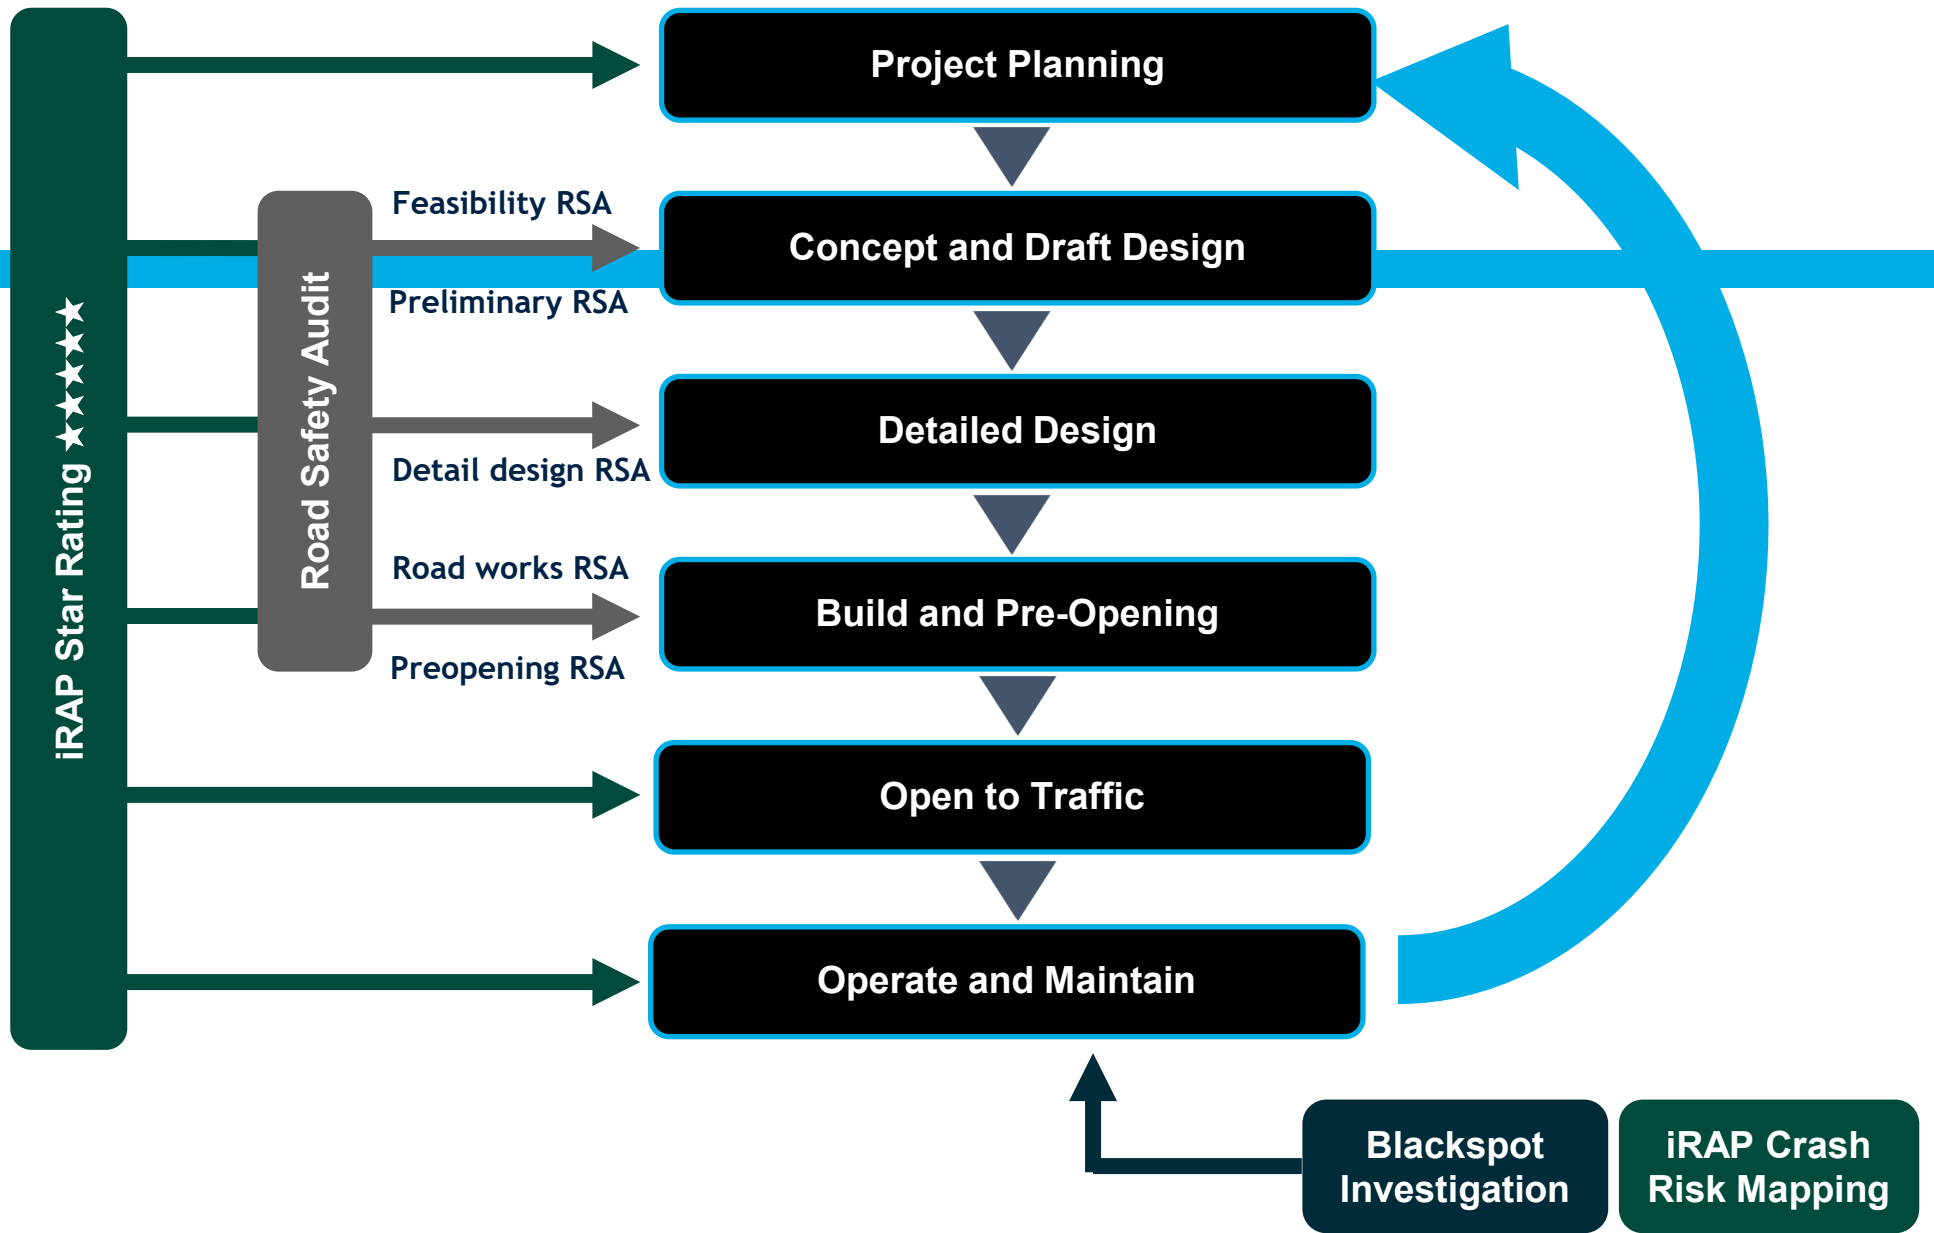 Project Planning
Feasibility RSA
Concept and Draft Design
Preliminary RSA
iRAP Star Rating ★★★★★
Road Safety Audit
Detailed Design
Detail design RSA
Road works RSA
Build and Pre-Opening
Preopening RSA
Open to Traffic
Operate and Maintain
Blackspot
Investigation
iRAP Crash
Risk Mapping